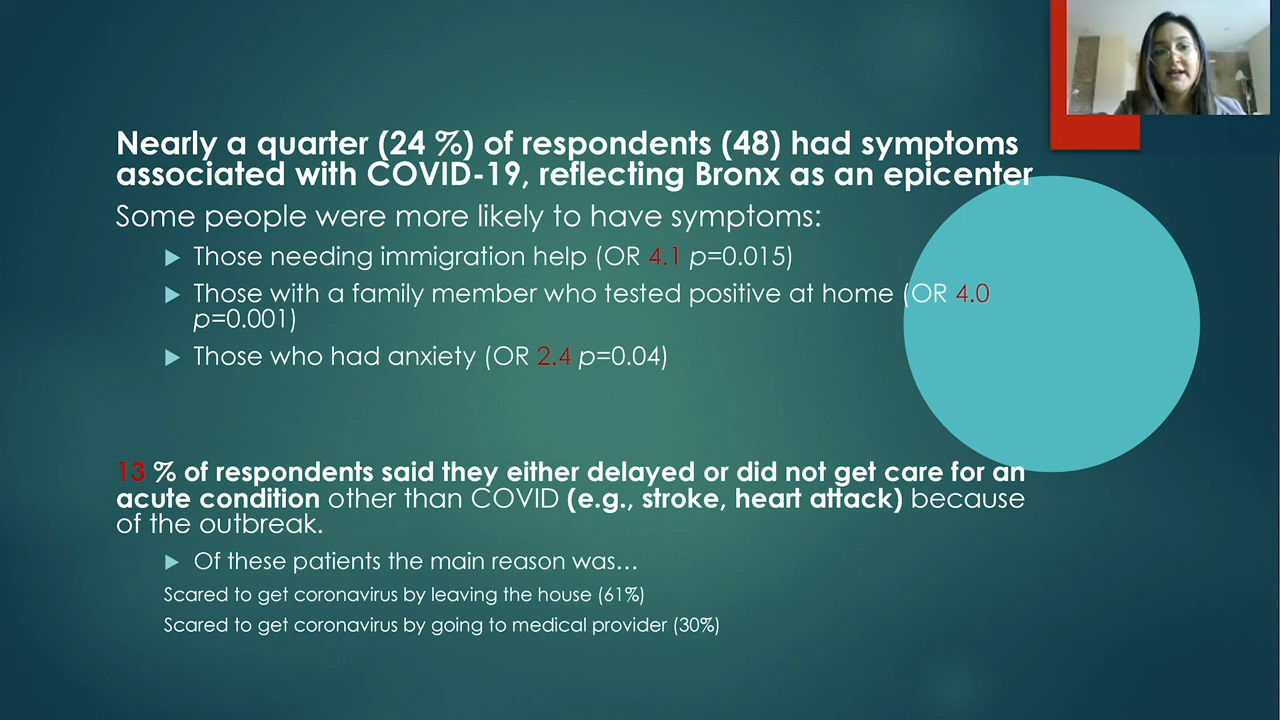 Nearly a quarter (24 %) of respondents (48) had symptoms
associated with COVID-19, reflecting Bronx as an epicenter
Some people were more likely to have symptoms:
Those needing immigration help (OR 4.1 p=0.015)
Those with a family member who tested positive at home (OR 4.0
p=0.001)
Those who had anxiety (OR 2.4 p=0.04)
13 % of respondents said they either delayed or did not get care for an
acute condition other than COVID (e.g., stroke, heart attack) because
of the outbreak.
Of these patients the main reason was…
Scared to get coronavirus by leaving the house (61%)
Scared to get coronavirus by going to medical provider (30%)